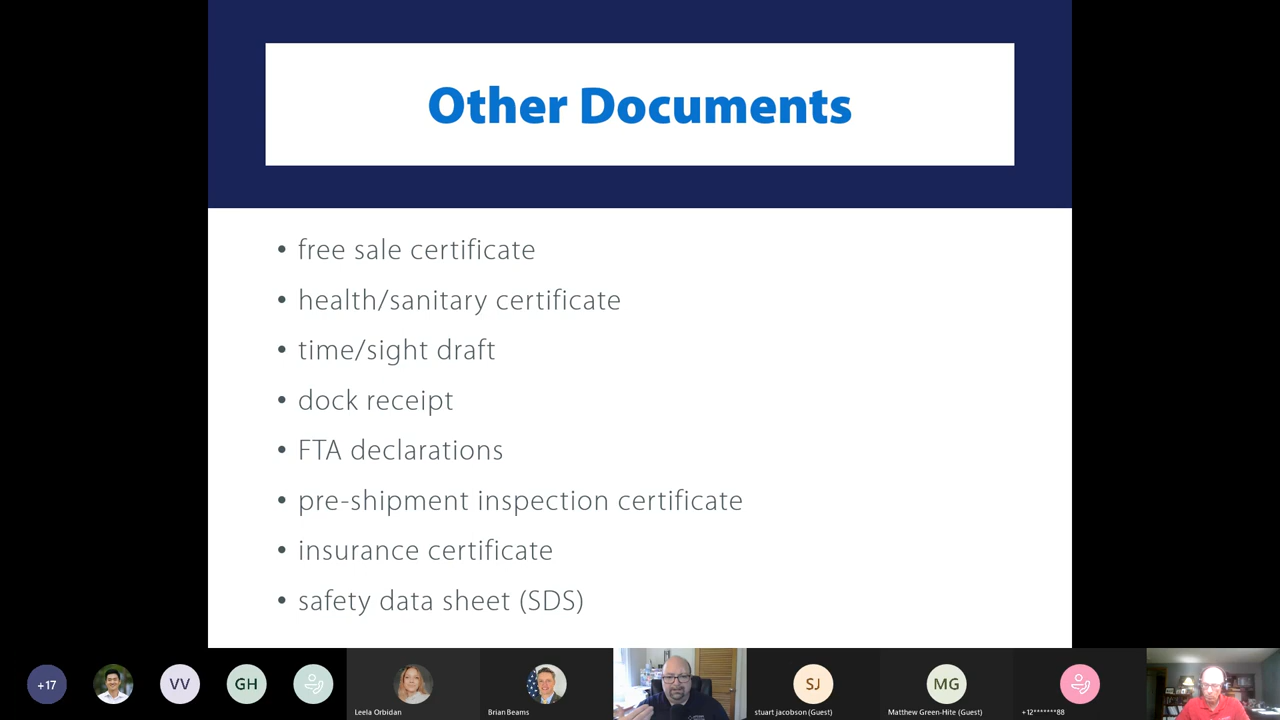 Other Documents
• free sale certificate
• health/sanitary certificate
• time/sight draft
• dock receipt
• FTA declarations
• pre-shipment inspection certificate
• insurance certificate
• safety data sheet (SDS)
+17
VV
GH
Leela Orbidan
Brian Beams
SJ
stuart jacobson (Guest)
MG
Matthew Green-Hite (Guest)
+12*******88